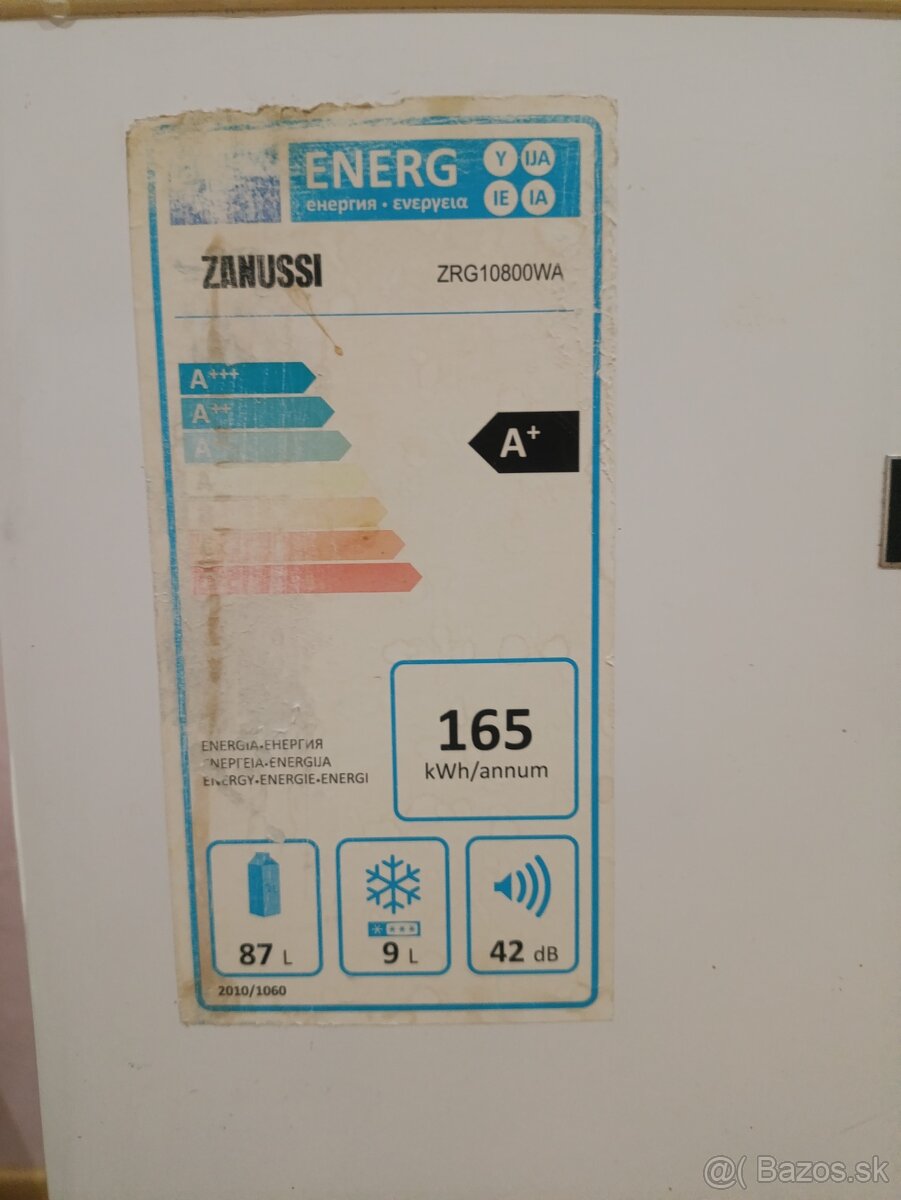 ENERG Y IJA
енергия · ενεργεια IE IA
ZANUSSI ZRG10800WA
A+++
A++
A
A+
165
kWh/annum
ENERGIA·ЕНЕРГИЯ
ΝΕΡΓΕΙΑ·ENERGIJA
ENERGY·ENERGIE·ENERGI
87 L
9 L
42 dB
2010/1060
@( Bazos.sk